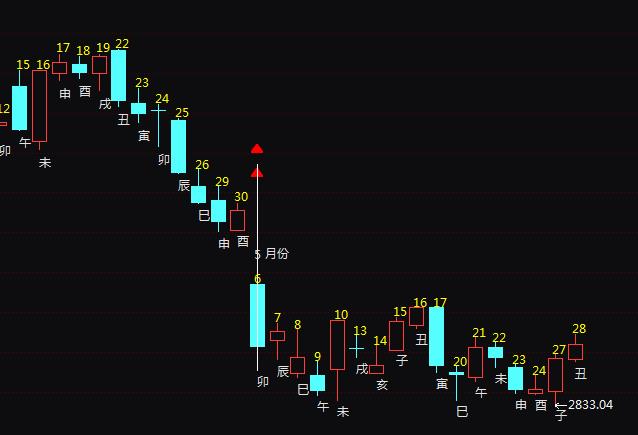 12
卯
15
午
16
未
17
申
18
酉
19
戌
22
丑
23
寅
24
卯
25
辰
26
巳
29
申
30
酉
5 月份
6
卯
7
辰
8
巳
9
午
10
未
13
戌
14
亥
15
子
16
丑
17
寅
20
巳
21
午
22
未
23
申
24
酉
27
子
←2833.04
28
丑